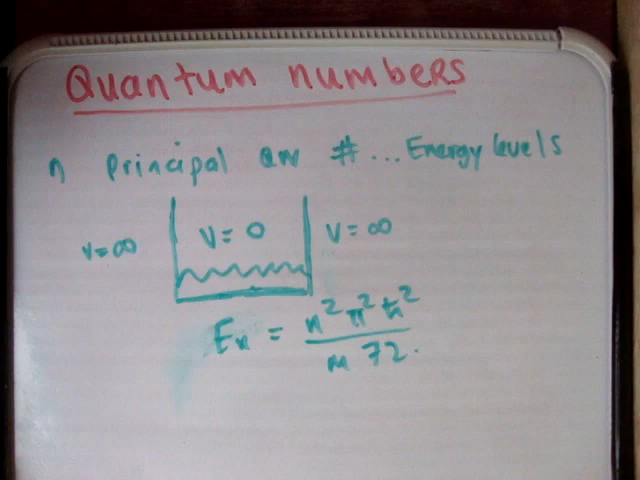 Quantum numbers
n Principal QN # ... Energy levels
V=∞ V=0 V=∞
En = n²π²ħ²
m 72.